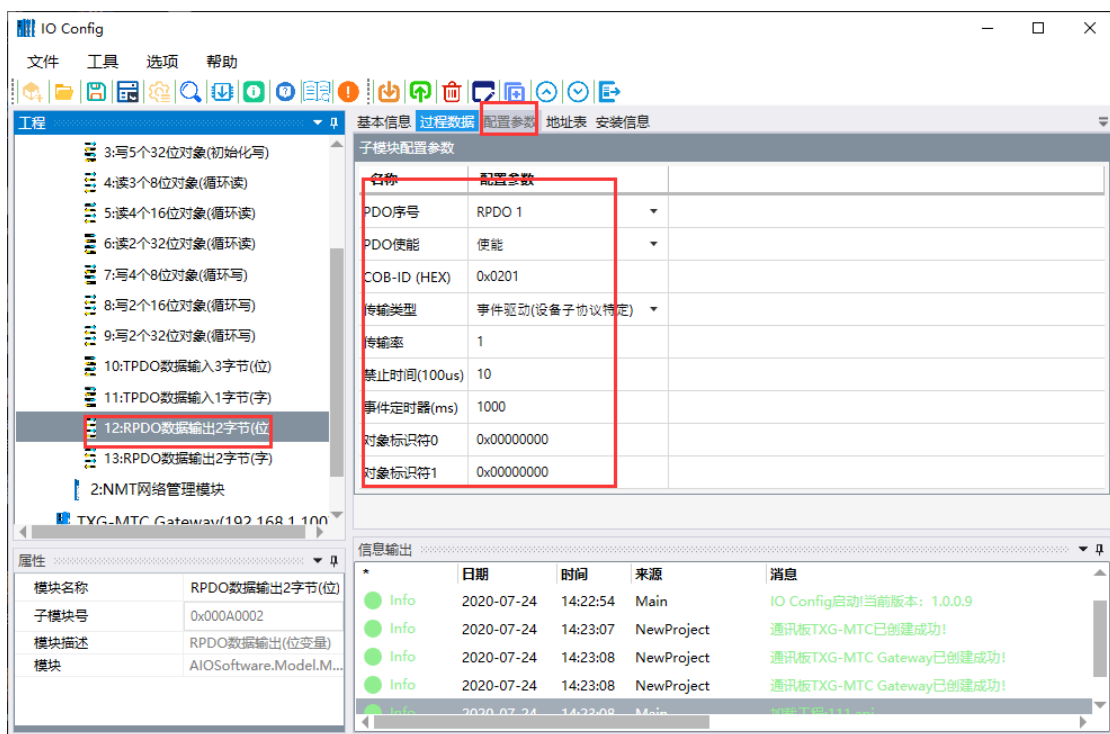 IO Config
文件 工具 选项 帮助
工程
3:写5个32位对象(初始化写)
4:读3个8位对象(循环读)
5:读4个16位对象(循环读)
6:读2个32位对象(循环读)
7:写4个8位对象(循环写)
8:写2个16位对象(循环写)
9:写2个32位对象(循环写)
10:TPDO数据输入3字节(位)
11:TPDO数据输入1字节(字)
12:RPDO数据输出2字节(位
13:RPDO数据输出2字节(字)
2:NMT网络管理模块
TXG-MTC Gateway(192.168.1.100
基本信息 过程数据 配置参数 地址表 安装信息
子模块配置参数
名称 配置参数
PDO序号 RPDO 1
PDO使能 使能
COB-ID (HEX) 0x0201
传输类型 事件驱动(设备子协议特定)
传输率 1
禁止时间(100us) 10
事件定时器(ms) 1000
对象标识符0 0x00000000
对象标识符1 0x00000000
属性
模块名称 RPDO数据输出2字节(位)
子模块号 0x000A0002
模块描述 RPDO数据输出(位变量)
模块 AIOSoftware.Model.M...
信息输出
* 日期 时间 来源 消息
Info 2020-07-24 14:22:54 Main IO Config启动!当前版本：1.0.0.9
Info 2020-07-24 14:23:07 NewProject 通讯板TXG-MTC已创建成功!
Info 2020-07-24 14:23:08 NewProject 通讯板TXG-MTC Gateway已创建成功!
Info 2020-07-24 14:23:08 NewProject 通讯板TXG-MTC Gateway已创建成功!
Info 2020-07-24 14:23:08 Main